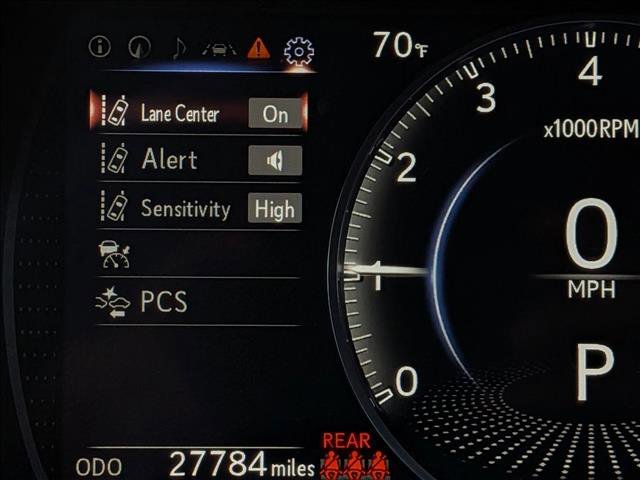 70°F
Lane Center On
Alert
Sensitivity High
PCS
4
3
2
1
0
x1000RPM
0
MPH
P
REAR
ODO 27784 miles